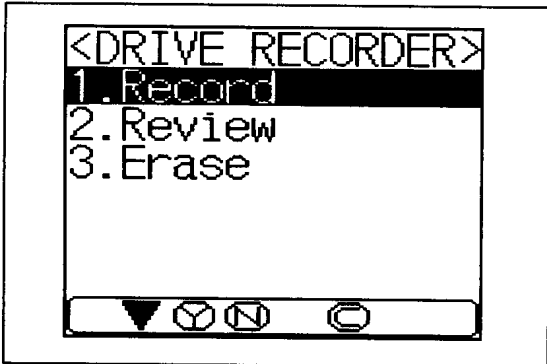 <DRIVE RECORDER>
1.Record
2.Review
3.Erase
▼ Ⓨ Ⓝ Ⓒ